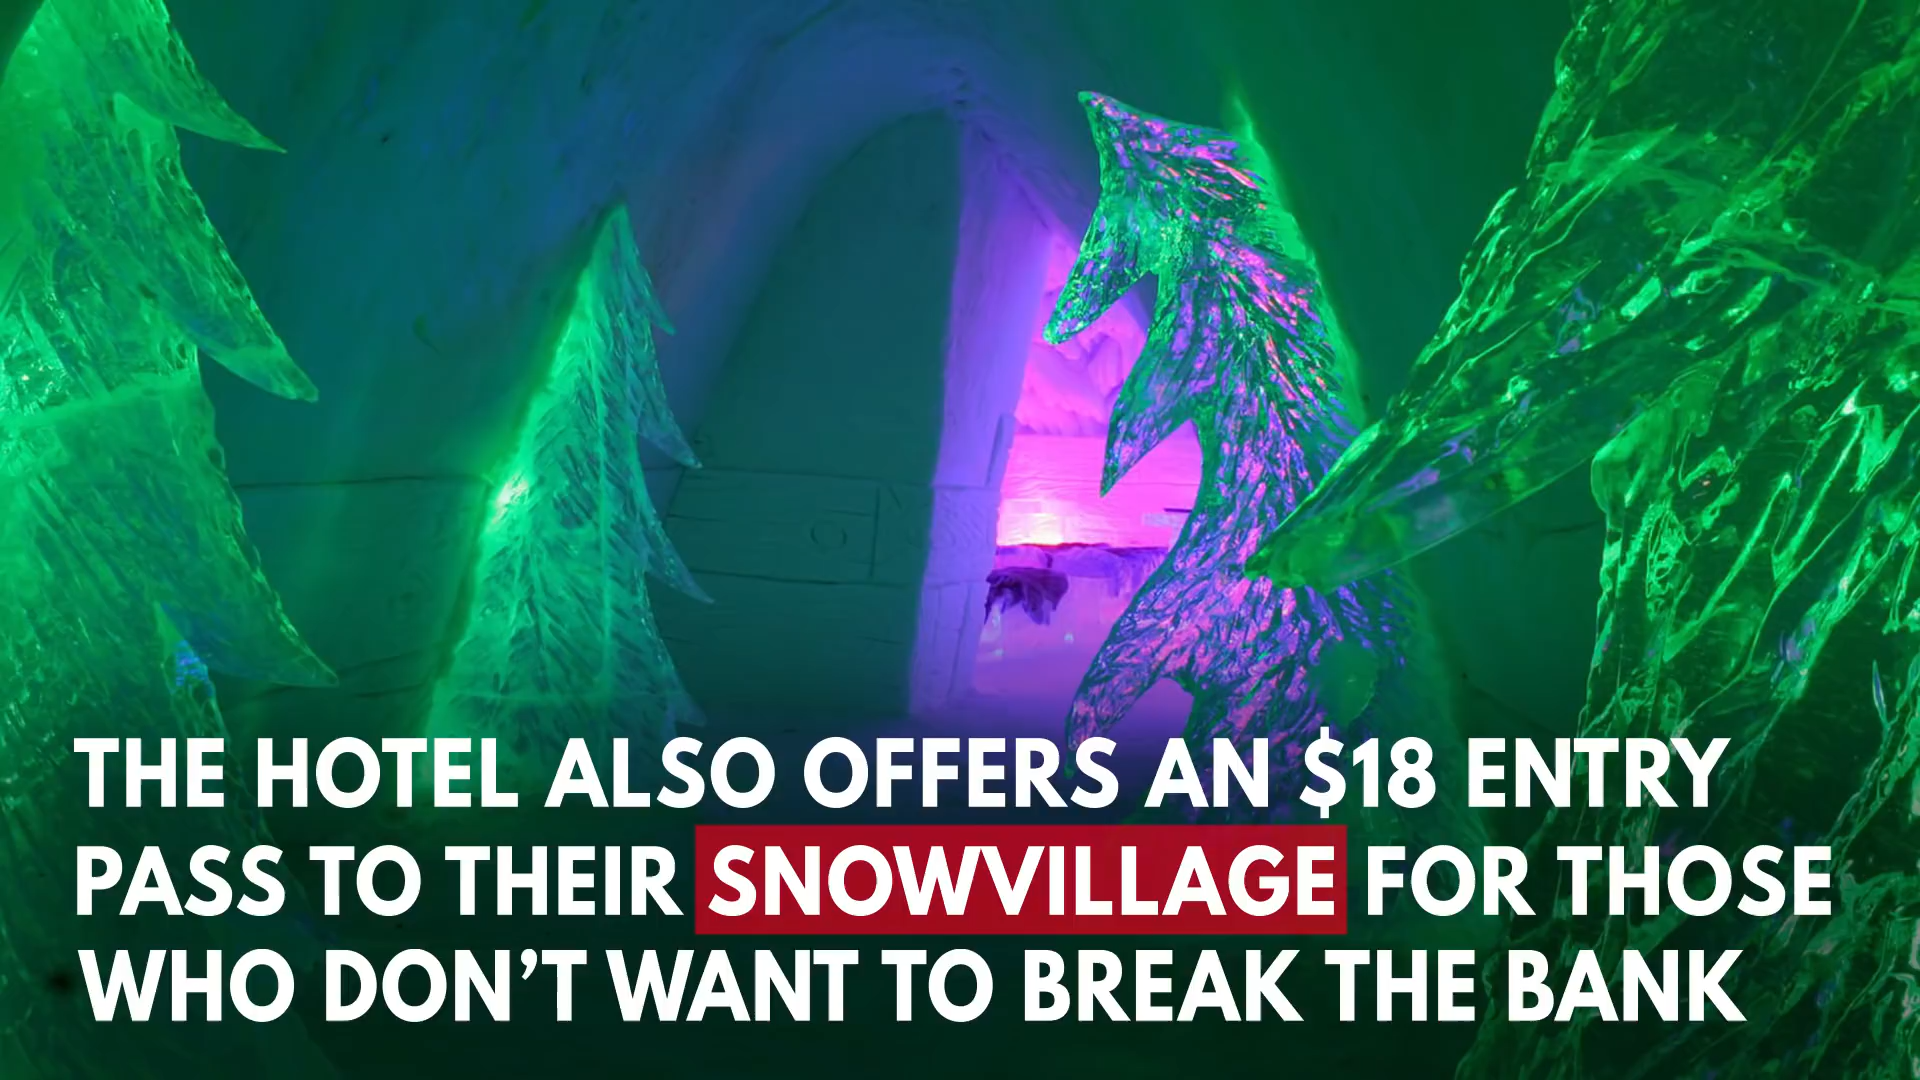 THE HOTEL ALSO OFFERS AN $18 ENTRY
PASS TO THEIR SNOWVILLAGE FOR THOSE
WHO DON’T WANT TO BREAK THE BANK